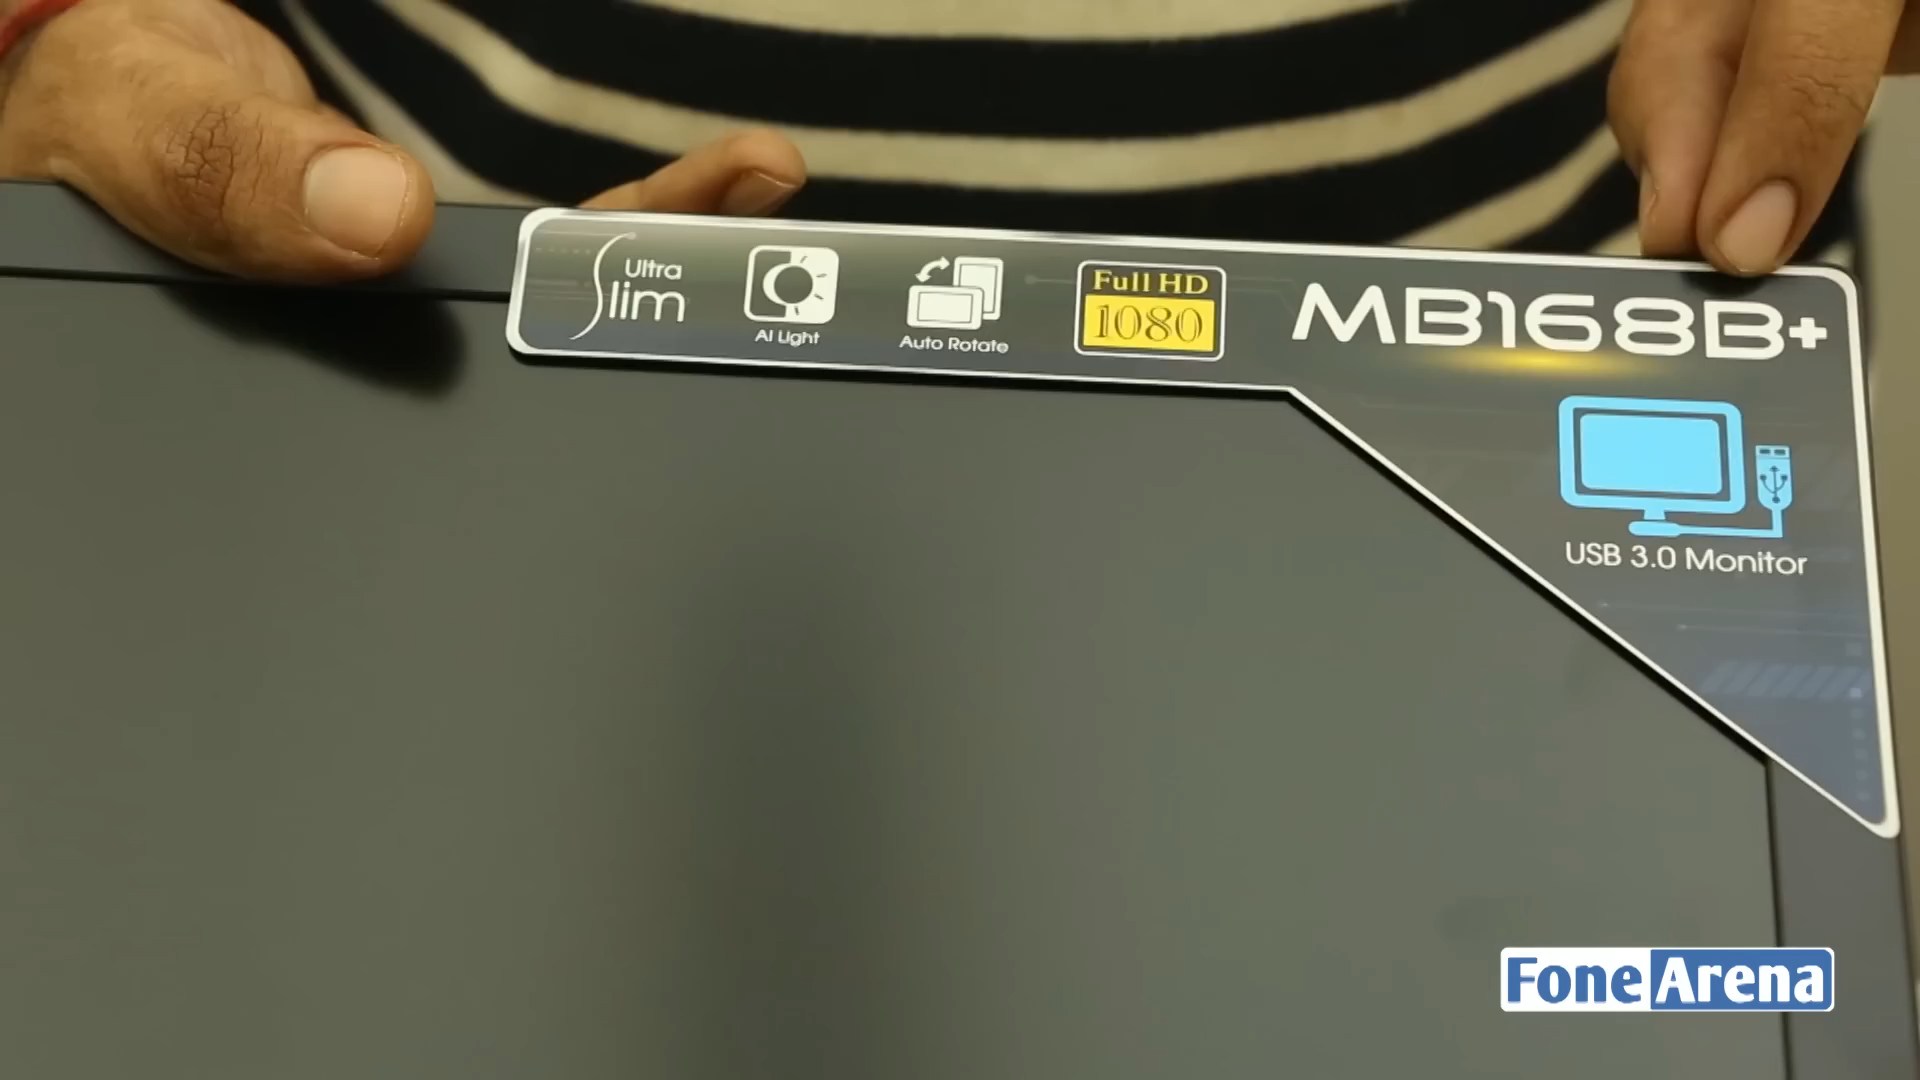 Ultra
Slim
AI Light
Auto Rotate
Full HD
1080
MB168B+
USB 3.0 Monitor
FoneArena